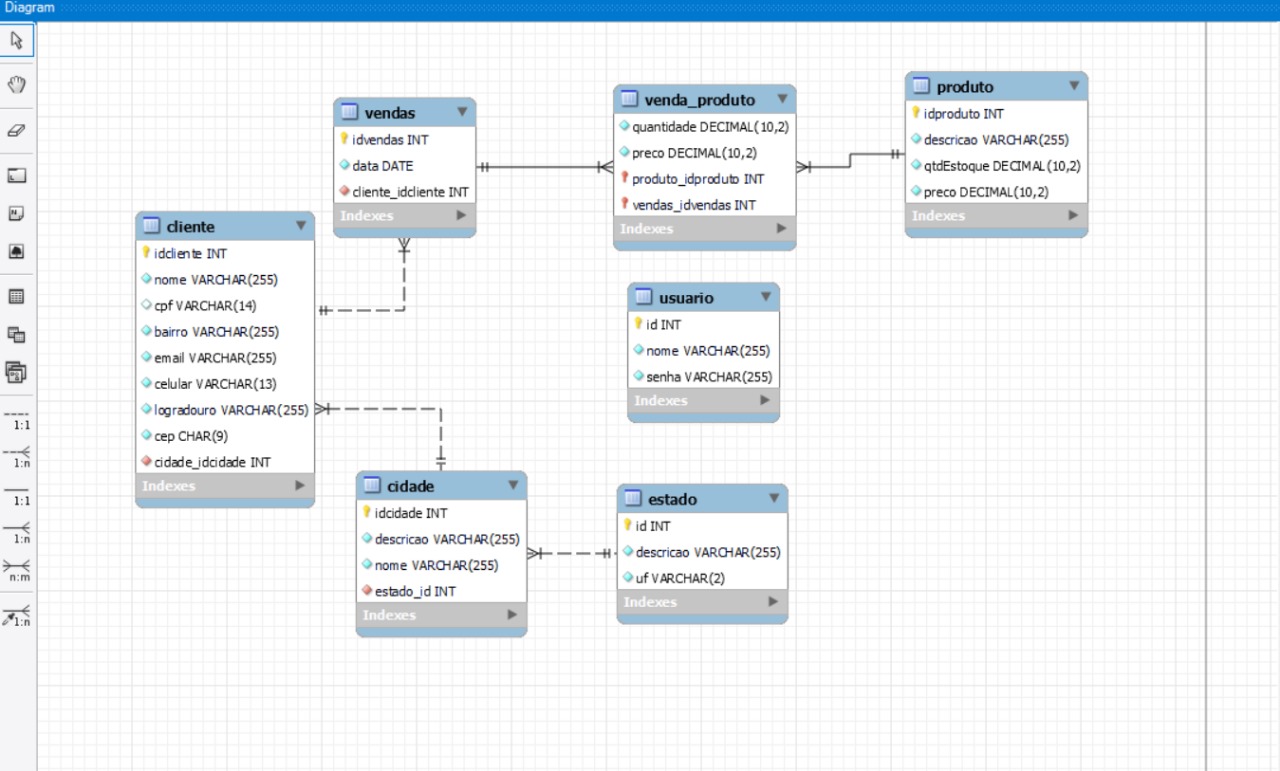 Diagram
vendas
idvendas INT
data DATE
cliente_idcliente INT
Indexes
venda_produto
quantidade DECIMAL(10,2)
preco DECIMAL(10,2)
produto_idproduto INT
vendas_idvendas INT
Indexes
produto
idproduto INT
descricao VARCHAR(255)
qtdEstoque DECIMAL(10,2)
preco DECIMAL(10,2)
Indexes
cliente
idcliente INT
nome VARCHAR(255)
cpf VARCHAR(14)
bairro VARCHAR(255)
email VARCHAR(255)
celular VARCHAR(13)
logradouro VARCHAR(255)
cep CHAR(9)
cidade_idcidade INT
Indexes
usuario
id INT
nome VARCHAR(255)
senha VARCHAR(255)
Indexes
cidade
idcidade INT
descricao VARCHAR(255)
nome VARCHAR(255)
estado_id INT
Indexes
estado
id INT
descricao VARCHAR(255)
uf VARCHAR(2)
Indexes
1:1
1:n
1:1
1:n
n:m
1:n